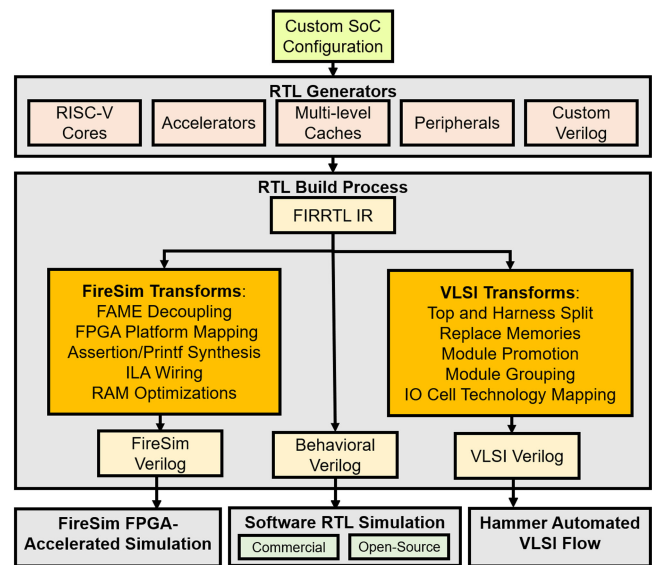 Custom SoC
Configuration
RTL Generators
RISC-V
Cores
Accelerators
Multi-level
Caches
Peripherals
Custom
Verilog
RTL Build Process
FIRRTL IR
FireSim Transforms:
FAME Decoupling
FPGA Platform Mapping
Assertion/Printf Synthesis
ILA Wiring
RAM Optimizations
VLSI Transforms:
Top and Harness Split
Replace Memories
Module Promotion
Module Grouping
IO Cell Technology Mapping
FireSim
Verilog
Behavioral
Verilog
VLSI Verilog
FireSim FPGA-
Accelerated Simulation
Software RTL Simulation
Commercial
Open-Source
Hammer Automated
VLSI Flow